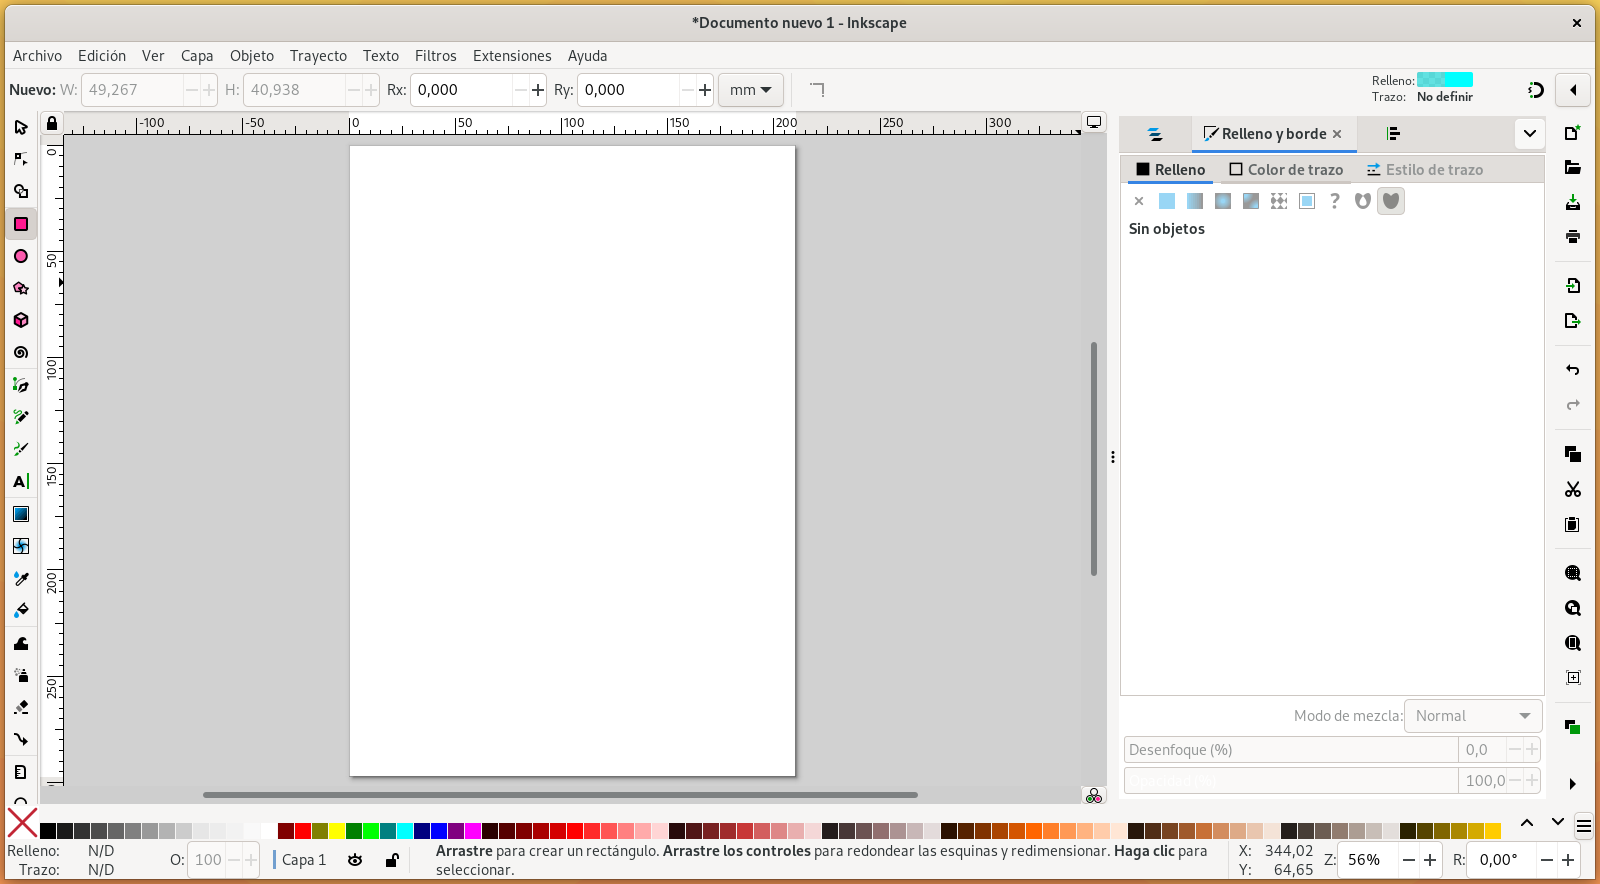 *Documento nuevo 1 - Inkscape
Archivo Edición Ver Capa Objeto Trayecto Texto Filtros Extensiones Ayuda
Nuevo: W: 49,267 H: 40,938 Rx: 0,000 Ry: 0,000 mm
Relleno:
Trazo: No definir
-100 -50 0 50 100 150 200 250 300
0
50
100
150
200
250
Relleno y borde
Relleno Color de trazo Estilo de trazo
?
Sin objetos
Modo de mezcla: Normal
Desenfoque (%) 0,0
Opacidad (%) 100,0
Relleno: N/D
Trazo: N/D
O: 100
Capa 1
Arrastre para crear un rectángulo. Arrastre los controles para redondear las esquinas y redimensionar. Haga clic para
seleccionar.
X: 344,02
Y: 64,65
Z: 56%
R: 0,00°